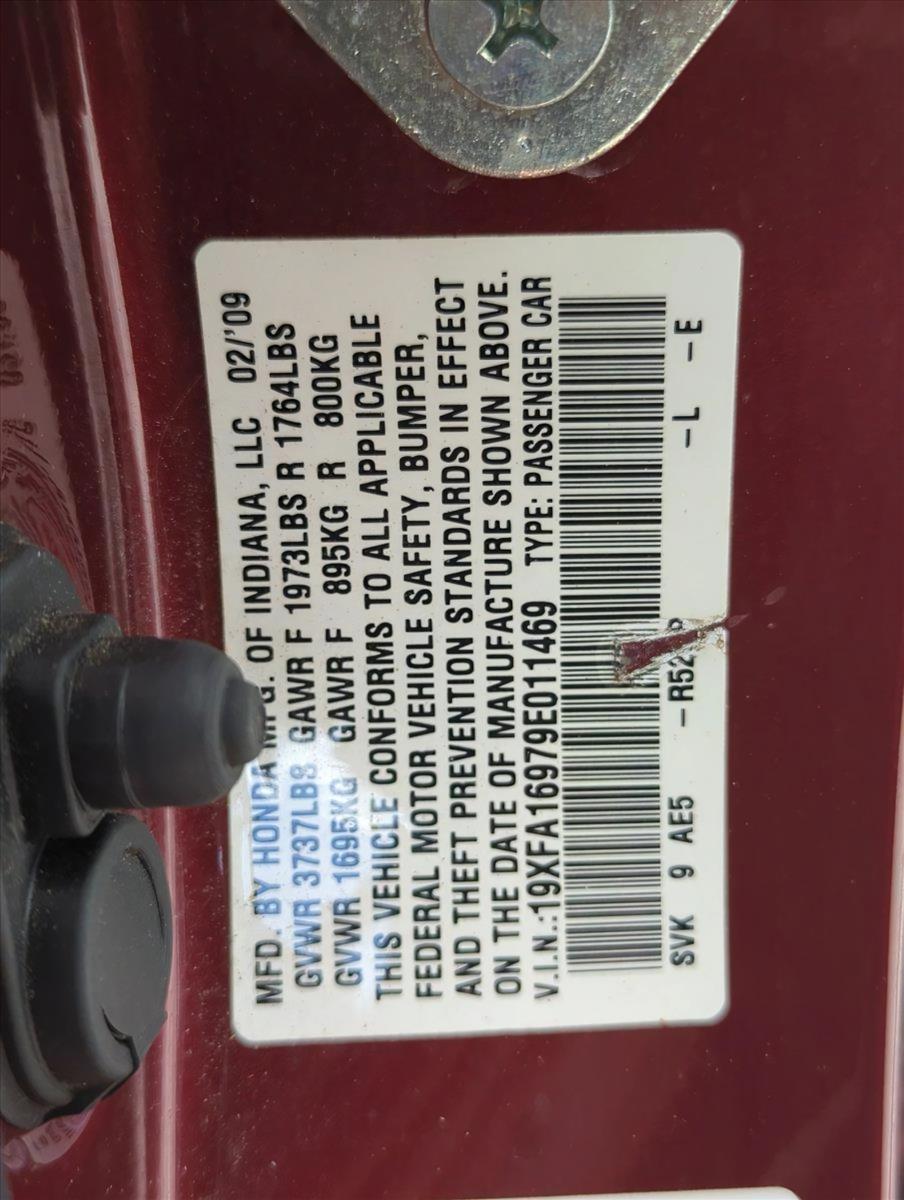 MFD. BY HONDA MFG. OF INDIANA, LLC 02/'09
GVWR 3737LBS GAWR F 1973LBS R 1764LBS
GVWR 1695KG GAWR F 895KG R 800KG
THIS VEHICLE CONFORMS TO ALL APPLICABLE
FEDERAL MOTOR VEHICLE SAFETY, BUMPER,
AND THEFT PREVENTION STANDARDS IN EFFECT
ON THE DATE OF MANUFACTURE SHOWN ABOVE.
V.I.N.:19XFA16979E011469 TYPE: PASSENGER CAR
SVK 9 AE5 -L -E